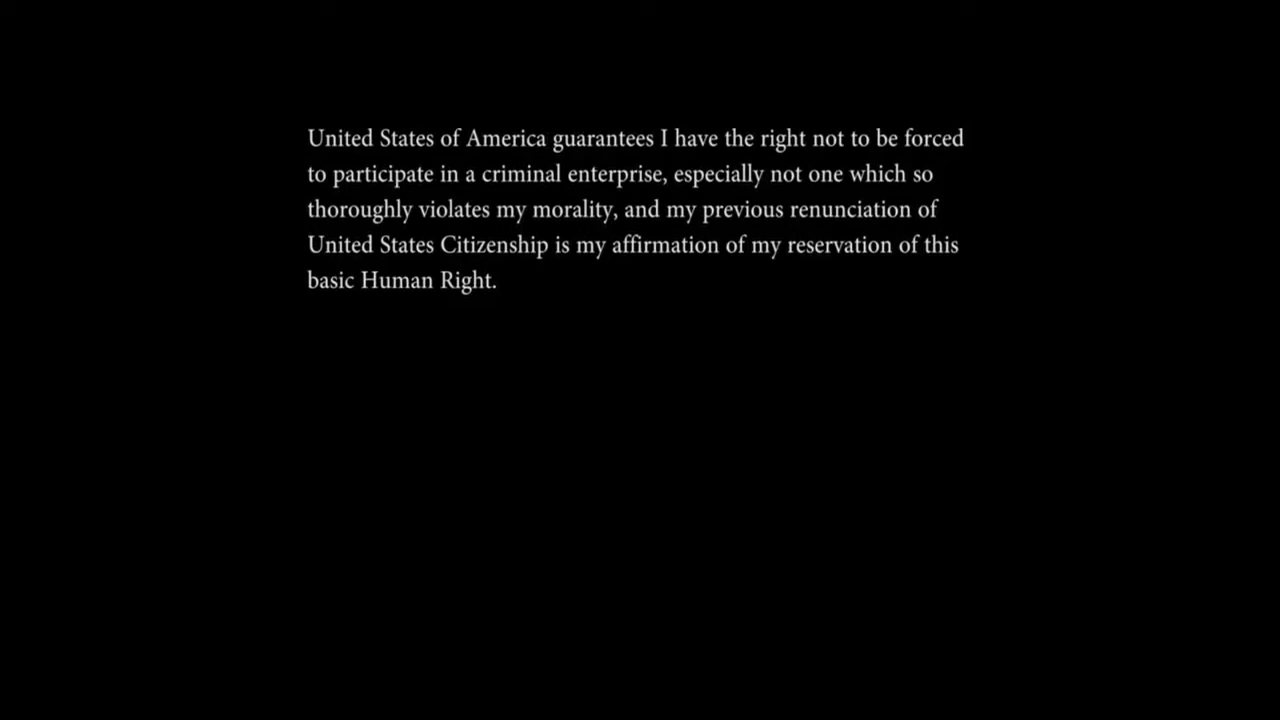 United States of America guarantees I have the right not to be forced
to participate in a criminal enterprise, especially not one which so
thoroughly violates my morality, and my previous renunciation of
United States Citizenship is my affirmation of my reservation of this
basic Human Right.